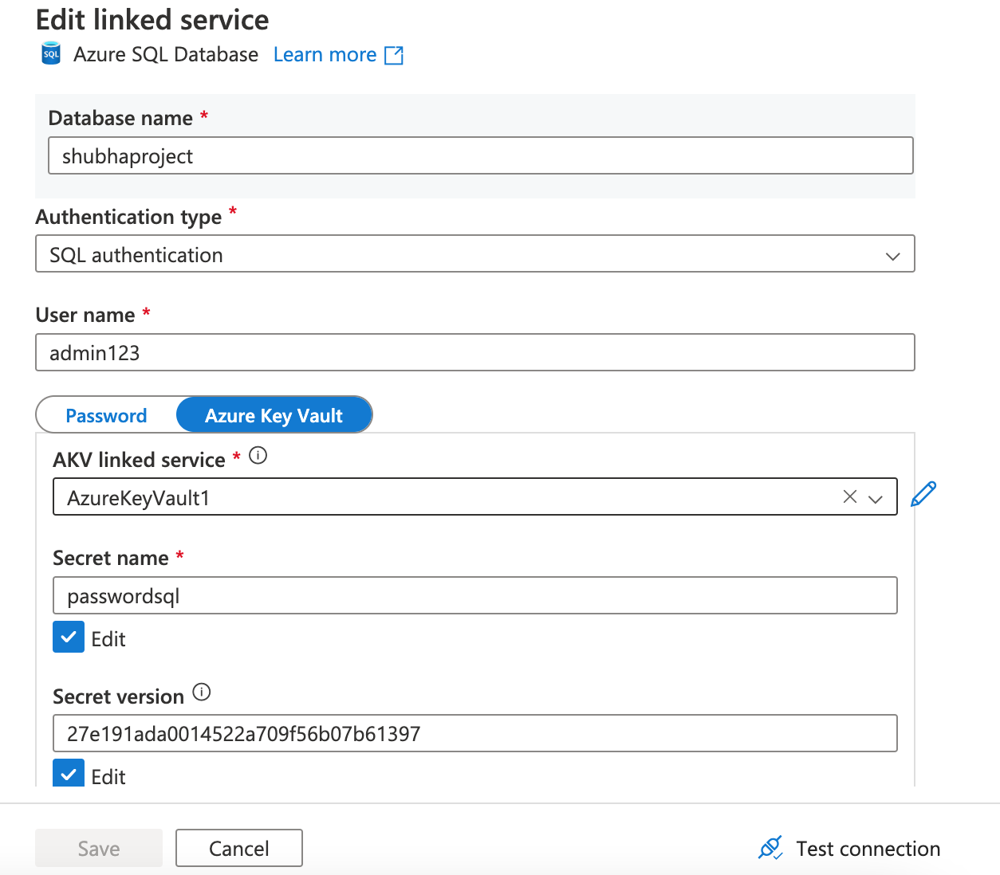 Edit linked service
SQL Azure SQL Database Learn more
Database name *
shubhaproject
Authentication type *
SQL authentication
User name *
admin123
Password Azure Key Vault
AKV linked service *
AzureKeyVault1
Secret name *
passwordsql
Edit
Secret version
27e191ada0014522a709f56b07b61397
Edit
Save Cancel Test connection